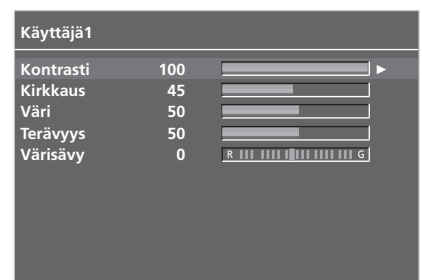 Käyttäjä1
Kontrasti 100
Kirkkaus 45
Väri 50
Terävyys 50
Värisävy 0 R G